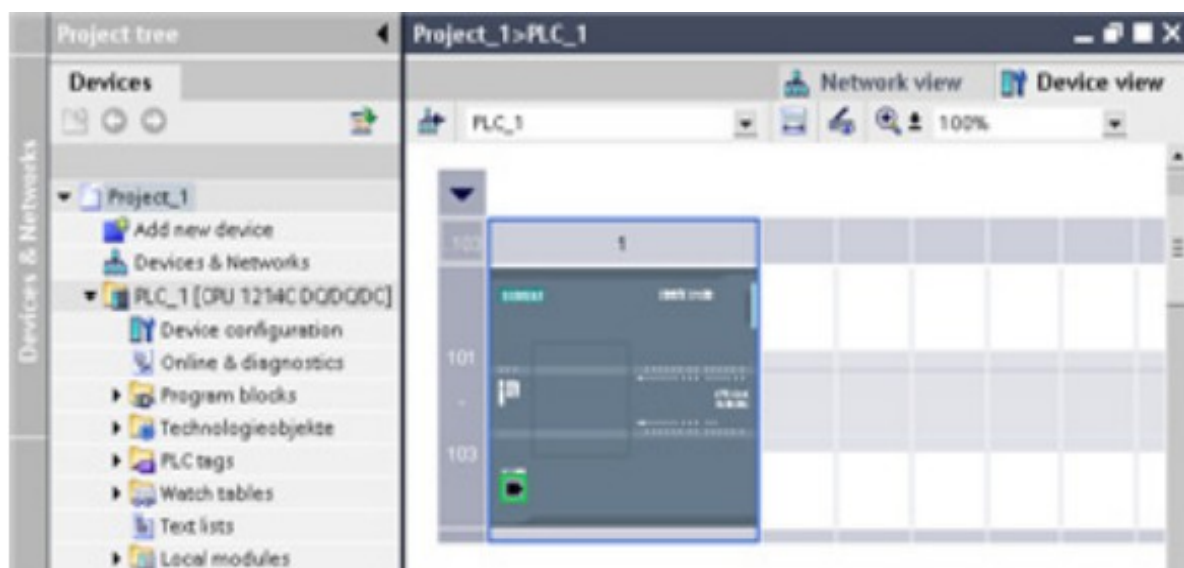 Project tree
Project_1>PLC_1
Devices
Network view
Device view
PLC_1
100%
Devices & Networks
Project_1
Add new device
Devices & Networks
PLC_1 [CPU 1214C DC/DC/DC]
Device configuration
Online & diagnostics
Program blocks
Technologieobjekte
PLC tags
Watch tables
Text lists
Local modules
103
1
101
-
103
SIEMENS